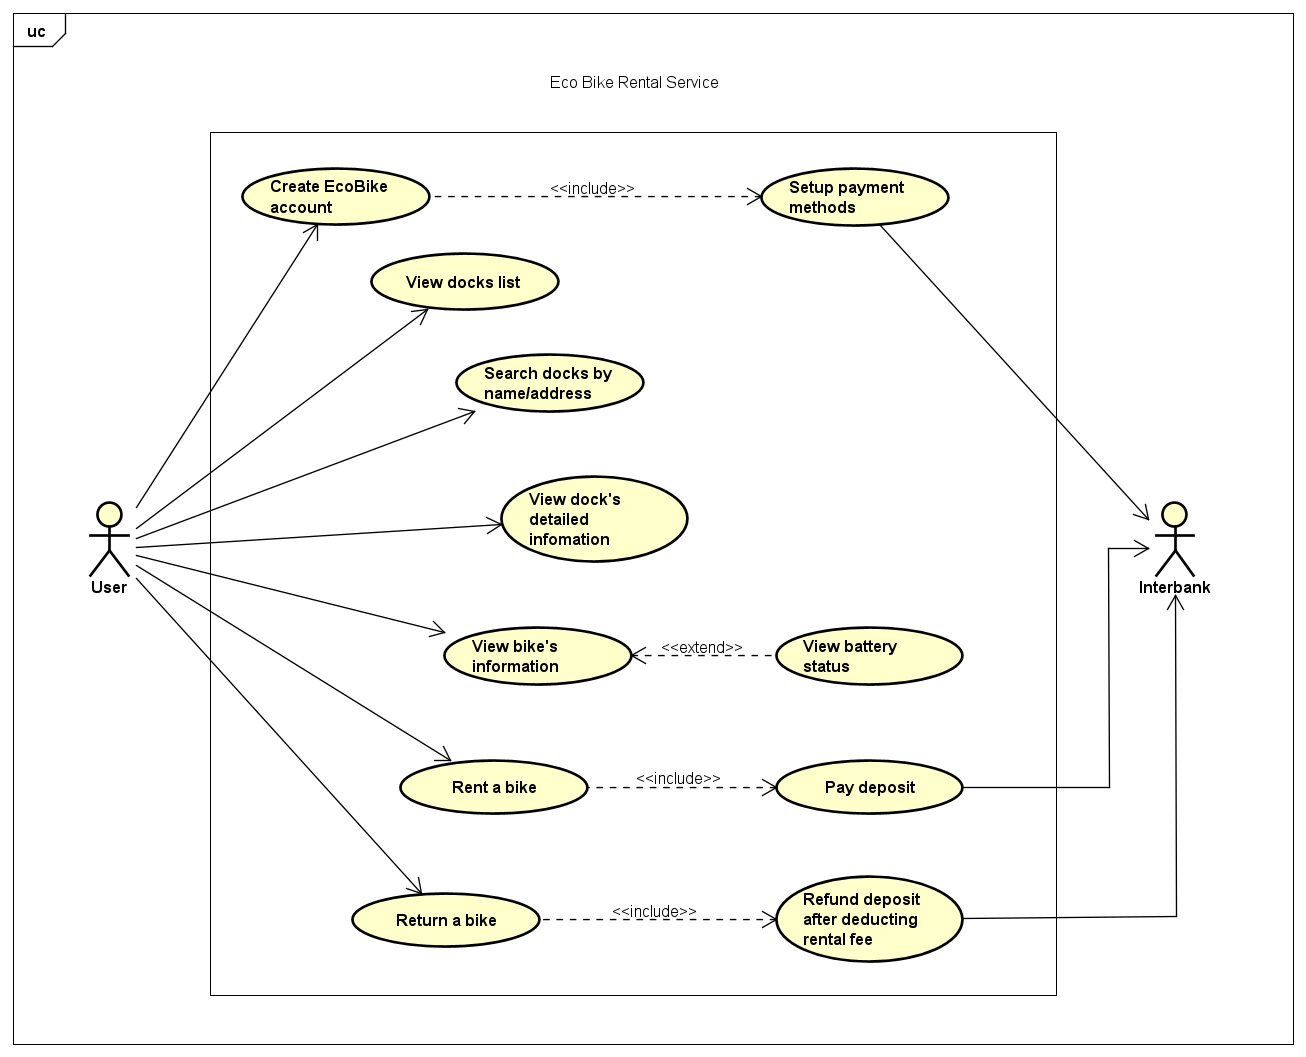 uc
Eco Bike Rental Service
Create EcoBike
account
<<include>>
Setup payment
methods
View docks list
Search docks by
name/address
View dock's
detailed
infomation
User
Interbank
View bike's
information
<<extend>>
View battery
status
Rent a bike
<<include>>
Pay deposit
Return a bike
<<include>>
Refund deposit
after deducting
rental fee